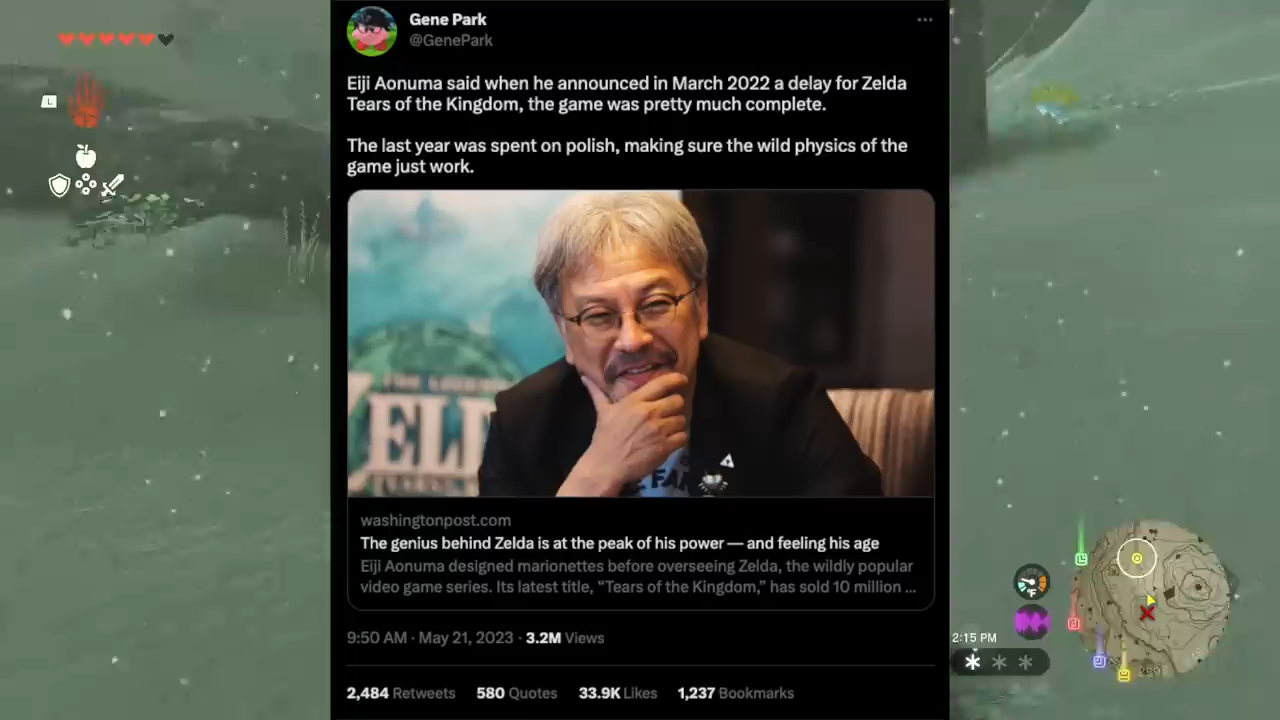 Gene Park
@GenePark
Eiji Aonuma said when he announced in March 2022 a delay for Zelda
Tears of the Kingdom, the game was pretty much complete.
The last year was spent on polish, making sure the wild physics of the
game just work.
washingtonpost.com
The genius behind Zelda is at the peak of his power — and feeling his age
Eiji Aonuma designed marionettes before overseeing Zelda, the wildly popular
video game series. Its latest title, “Tears of the Kingdom,” has sold 10 million ...
9:50 AM · May 21, 2023 · 3.2M Views
2,484 Retweets 580 Quotes 33.9K Likes 1,237 Bookmarks
L
°F
2:15 PM